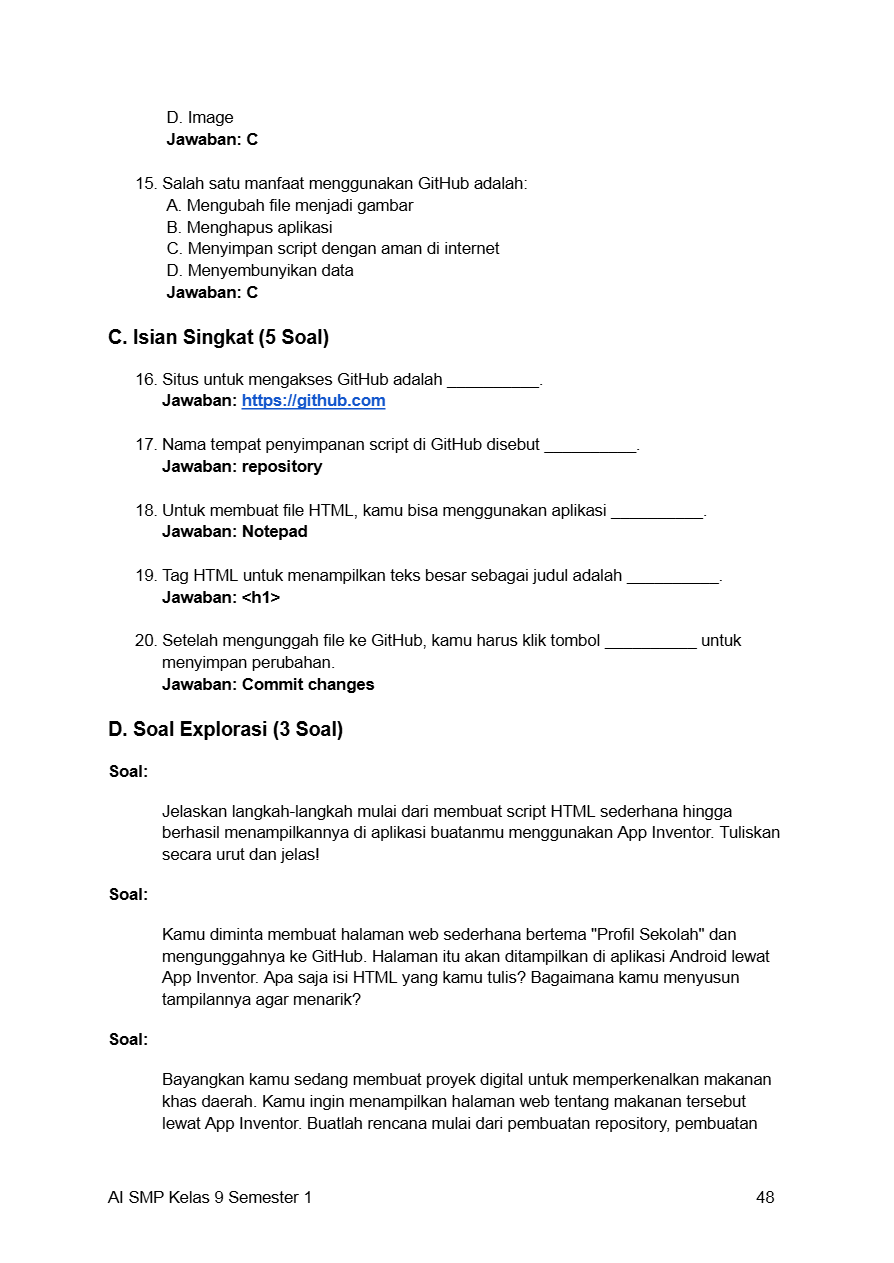 D. Image
Jawaban: C
15. Salah satu manfaat menggunakan GitHub adalah:
A. Mengubah file menjadi gambar
B. Menghapus aplikasi
C. Menyimpan script dengan aman di internet
D. Menyembunyikan data
Jawaban: C
C. Isian Singkat (5 Soal)
16. Situs untuk mengakses GitHub adalah __________.
Jawaban: https://github.com
17. Nama tempat penyimpanan script di GitHub disebut __________.
Jawaban: repository
18. Untuk membuat file HTML, kamu bisa menggunakan aplikasi __________.
Jawaban: Notepad
19. Tag HTML untuk menampilkan teks besar sebagai judul adalah __________.
Jawaban: <h1>
20. Setelah mengunggah file ke GitHub, kamu harus klik tombol __________ untuk
menyimpan perubahan.
Jawaban: Commit changes
D. Soal Explorasi (3 Soal)
Soal:
Jelaskan langkah-langkah mulai dari membuat script HTML sederhana hingga
berhasil menampilkannya di aplikasi buatanmu menggunakan App Inventor. Tuliskan
secara urut dan jelas!
Soal:
Kamu diminta membuat halaman web sederhana bertema "Profil Sekolah" dan
mengunggahnya ke GitHub. Halaman itu akan ditampilkan di aplikasi Android lewat
App Inventor. Apa saja isi HTML yang kamu tulis? Bagaimana kamu menyusun
tampilannya agar menarik?
Soal:
Bayangkan kamu sedang membuat proyek digital untuk memperkenalkan makanan
khas daerah. Kamu ingin menampilkan halaman web tentang makanan tersebut
lewat App Inventor. Buatlah rencana mulai dari pembuatan repository, pembuatan
AI SMP Kelas 9 Semester 1 48